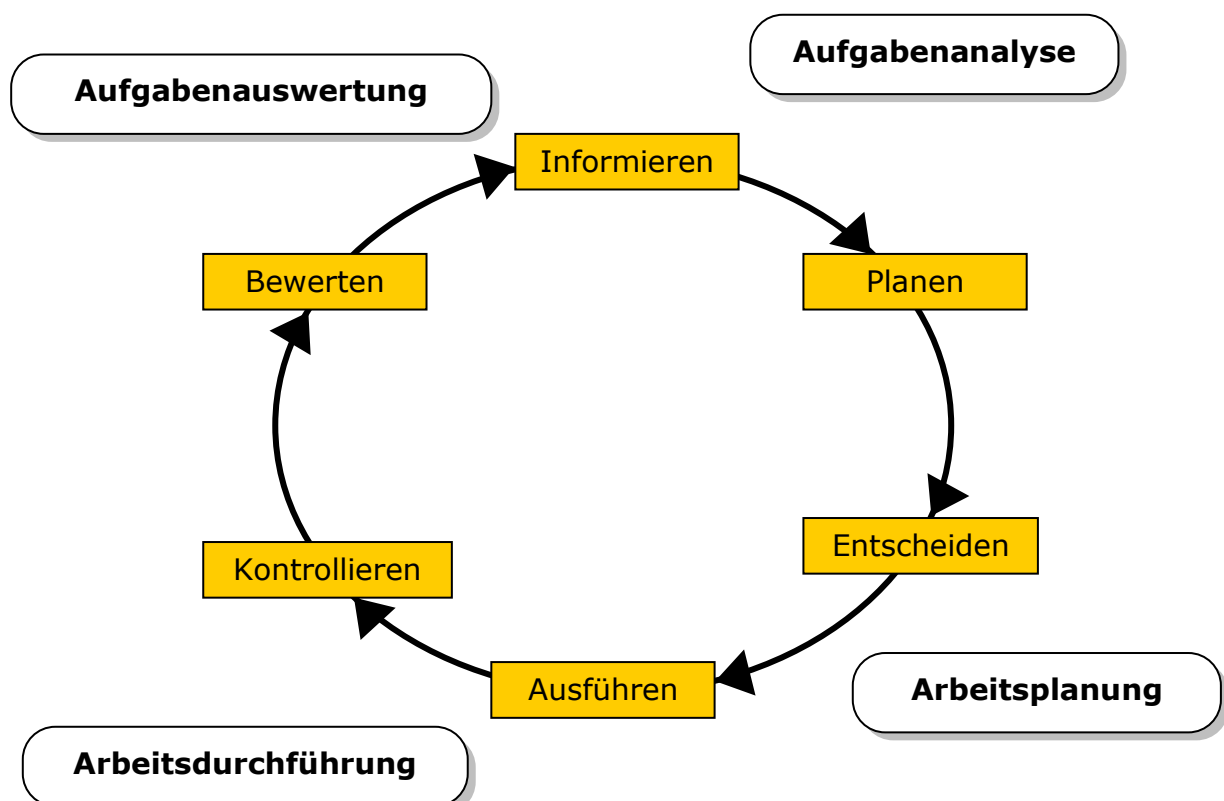 Aufgabenanalyse
Aufgabenauswertung
Informieren
Bewerten
Planen
Entscheiden
Kontrollieren
Ausführen
Arbeitsplanung
Arbeitsdurchführung